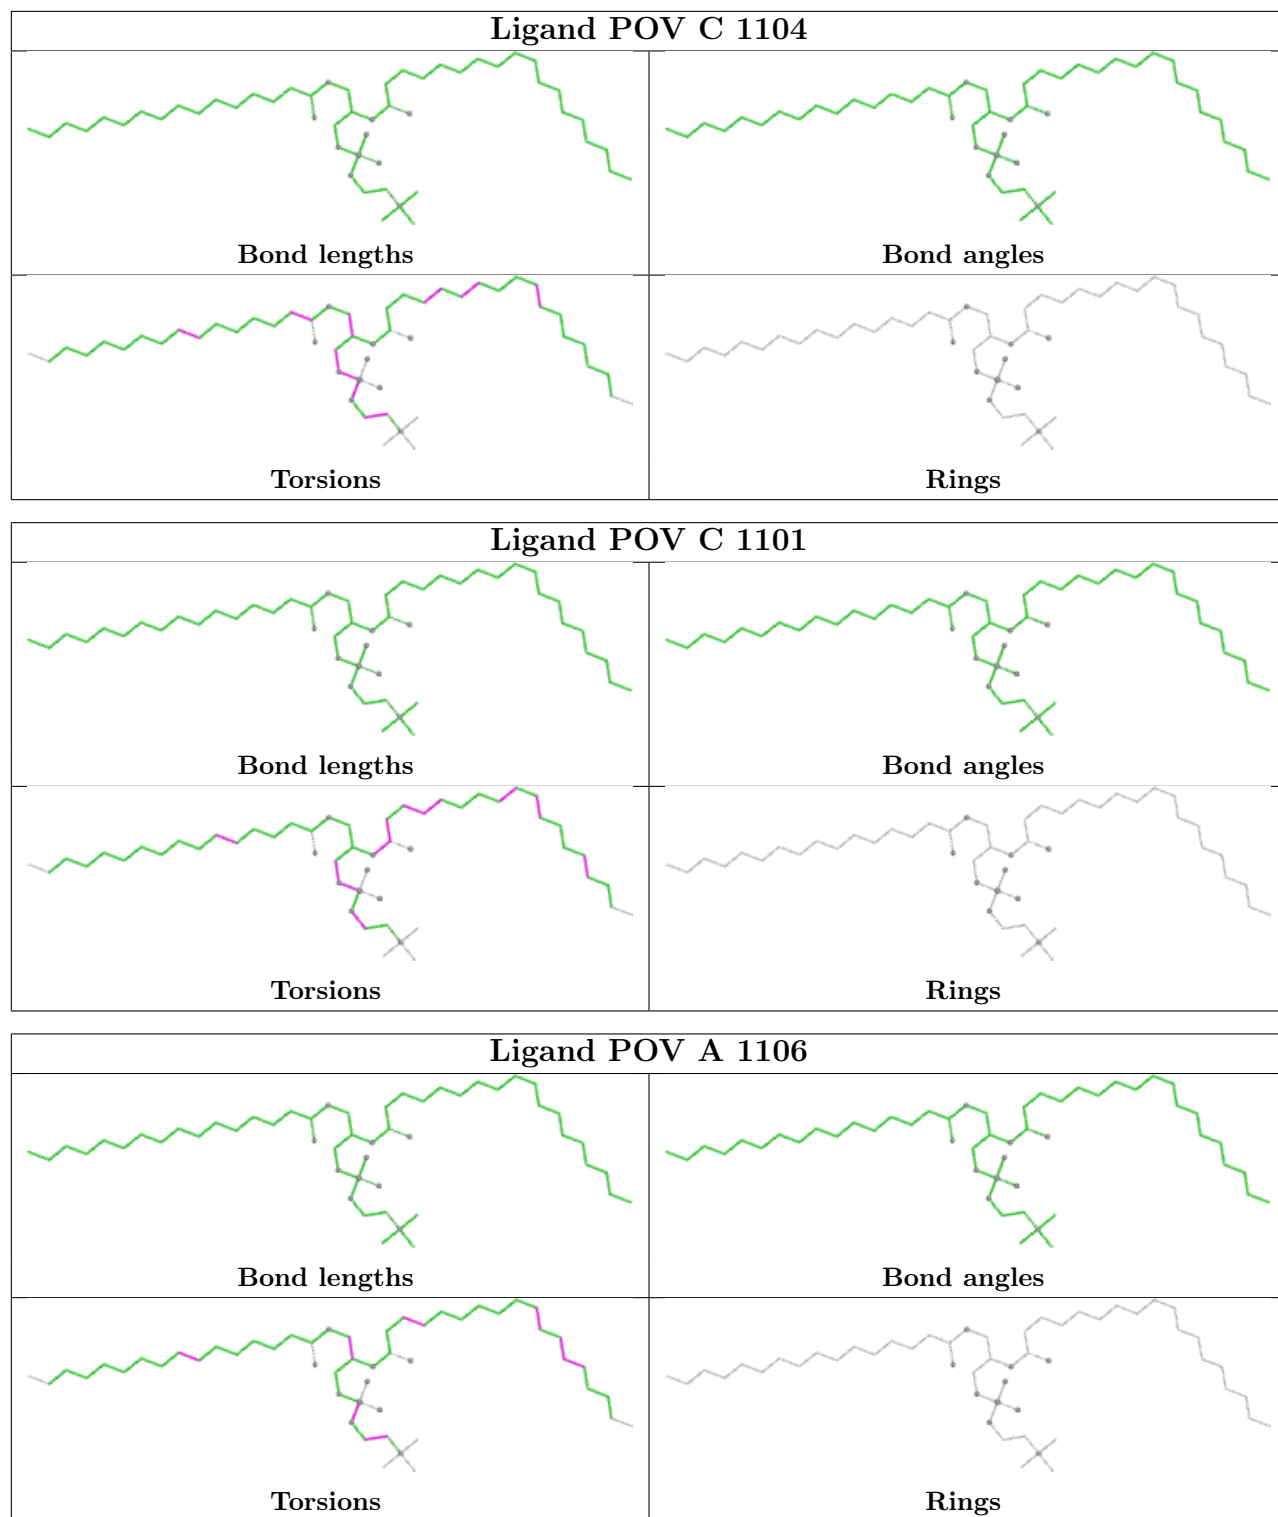 Ligand POV C 1104
Bond lengths
Bond angles
Torsions
Rings
Ligand POV C 1101
Bond lengths
Bond angles
Torsions
Rings
Ligand POV A 1106
Bond lengths
Bond angles
Torsions
Rings